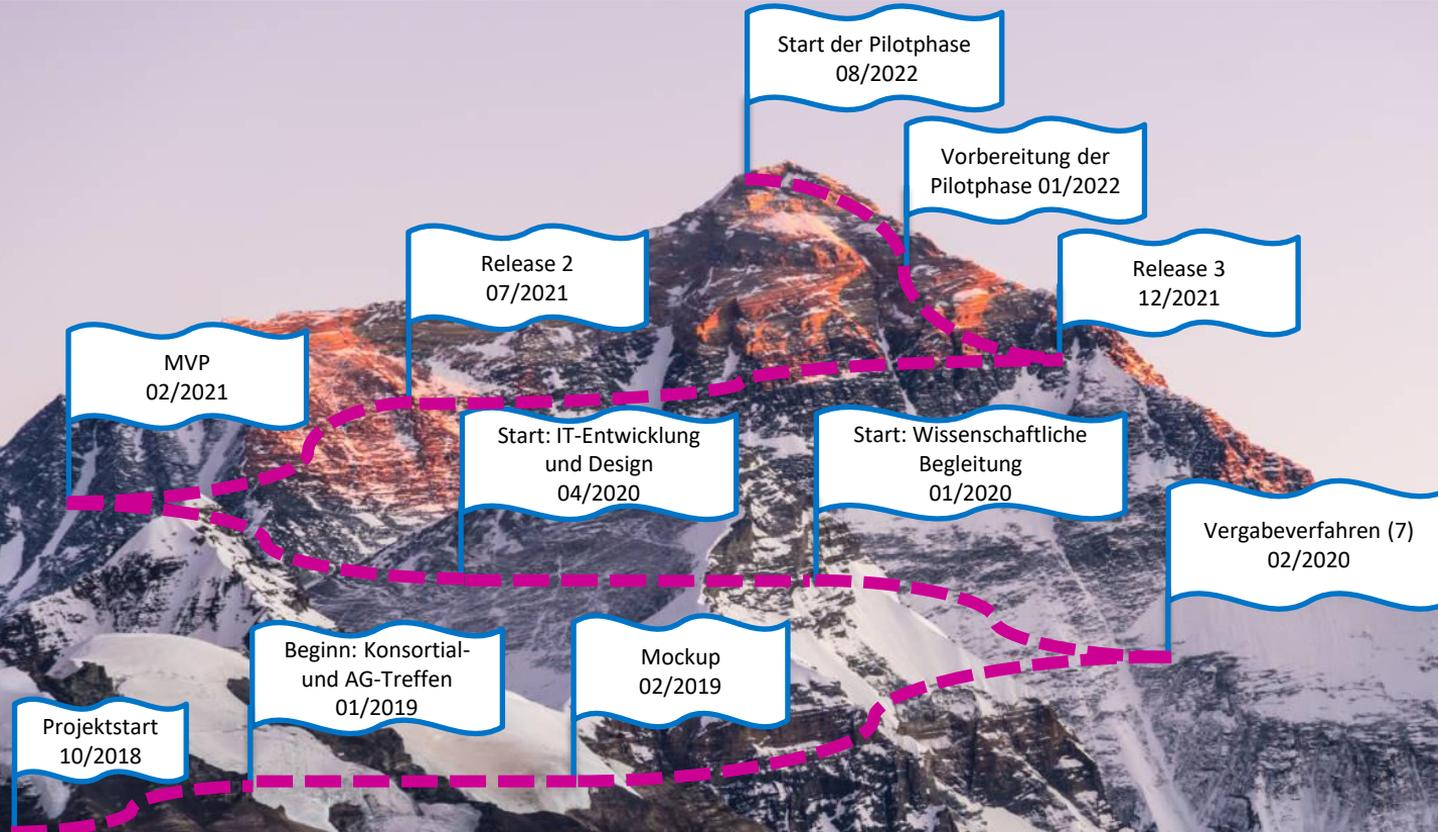 Start der Pilotphase
08/2022
Vorbereitung der
Pilotphase 01/2022
Release 2
07/2021
Release 3
12/2021
MVP
02/2021
Start: IT-Entwicklung
und Design
04/2020
Start: Wissenschaftliche
Begleitung
01/2020
Vergabeverfahren (7)
02/2020
Beginn: Konsortial-
und AG-Treffen
01/2019
Mockup
02/2019
Projektstart
10/2018